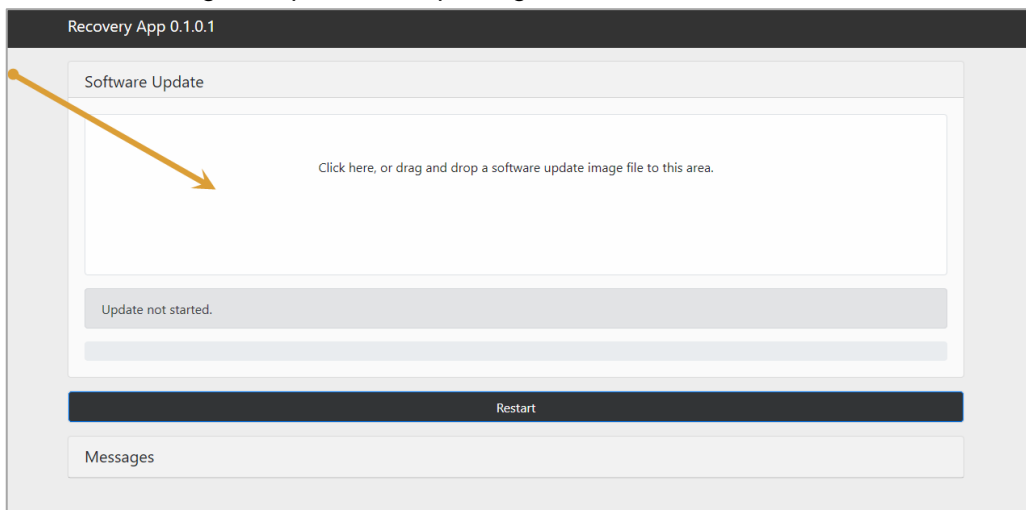 Recovery App 0.1.0.1
Software Update
Click here, or drag and drop a software update image file to this area.
Update not started.
Restart
Messages